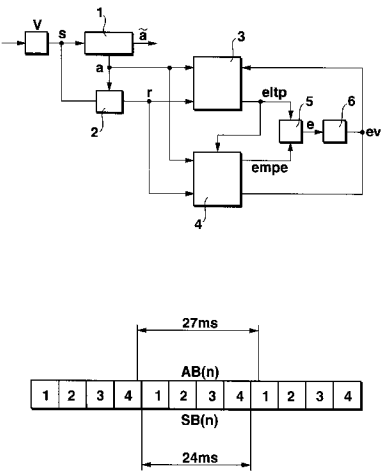 V s 1 ã
a
2 r
3
eltp
5 6
e ev
empe
4
27ms
AB(n)
1 2 3 4 1 2 3 4 1 2 3 4
SB(n)
24ms